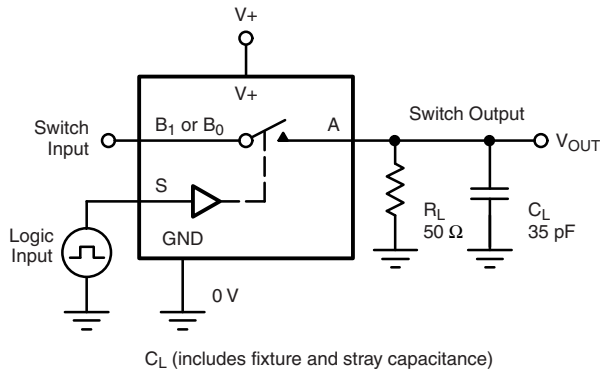 V+
V+
Switch Input
B1 or B0
A
Switch Output
VOUT
S
Logic Input
GND
RL
50 Ω
CL
35 pF
0 V
CL (includes fixture and stray capacitance)